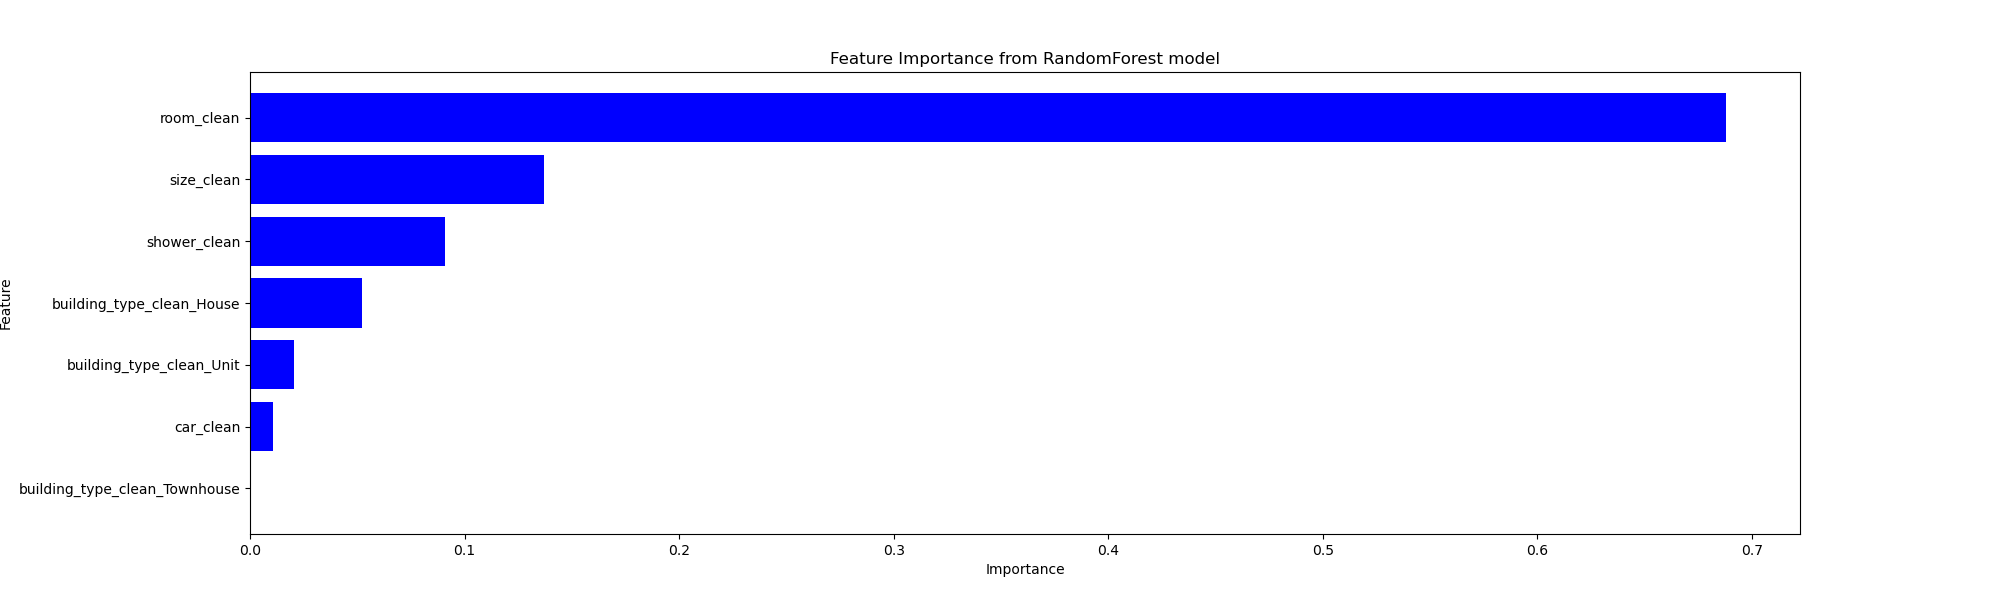 Feature Importance from RandomForest model
room_clean
size_clean
shower_clean
building_type_clean_House
building_type_clean_Unit
car_clean
building_type_clean_Townhouse
Feature
0.0 0.1 0.2 0.3 0.4 0.5 0.6 0.7
Importance